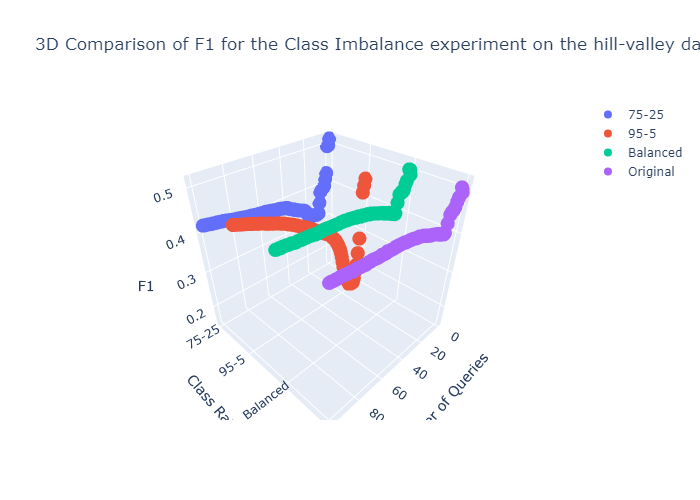 3D Comparison of F1 for the Class Imbalance experiment on the hill-valley da
75-25
95-5
Balanced
Original
0.5
0.4
0.3
0.2
F1
75-25
95-5
Balanced
Class Ra
0
20
40
60
80
of Queries